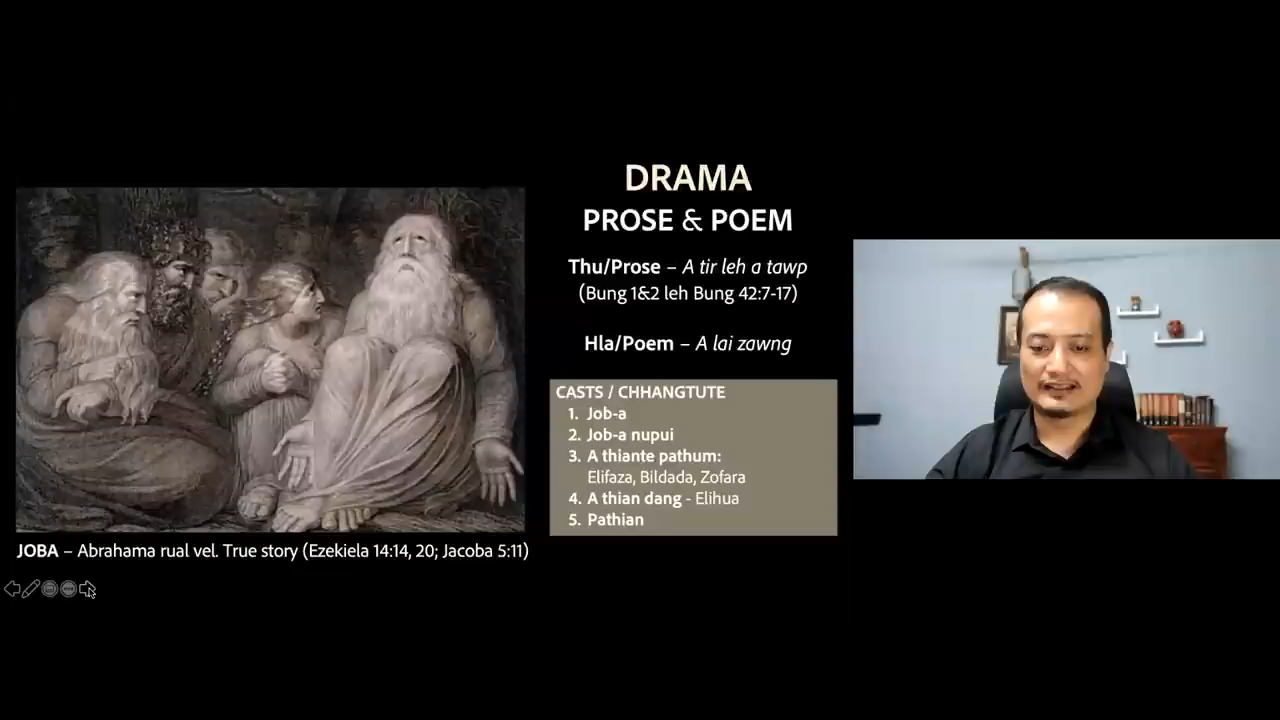 DRAMA
PROSE & POEM
Thu/Prose – A tir leh a tawp
(Bung 1&2 leh Bung 42:7-17)
Hla/Poem – A lai zawng
CASTS / CHHANGTUTE
1. Job-a
2. Job-a nupui
3. A thiante pathum:
Elifaza, Bildada, Zofara
4. A thian dang - Elihua
5. Pathian
JOBA – Abrahama rual vel. True story (Ezekiela 14:14, 20; Jacoba 5:11)